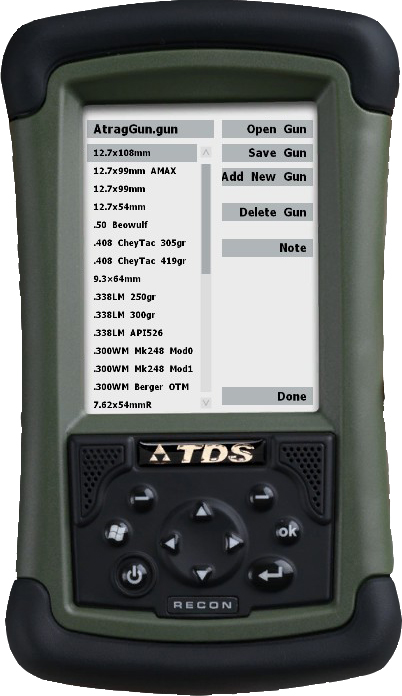 AtragGun.gun
12.7x108mm
12.7x99mm AMAX
12.7x99mm
12.7x54mm
.50 Beowulf
.408 CheyTac 305gr
.408 CheyTac 419gr
9.3×64mm
.338LM 250gr
.338LM 300gr
.338LM API526
.300WM Mk248 Mod0
.300WM Mk248 Mod1
.300WM Berger OTM
7.62x54mmR
Open Gun
Save Gun
Add New Gun
Delete Gun
Note
Done
TDS
ok
RECON